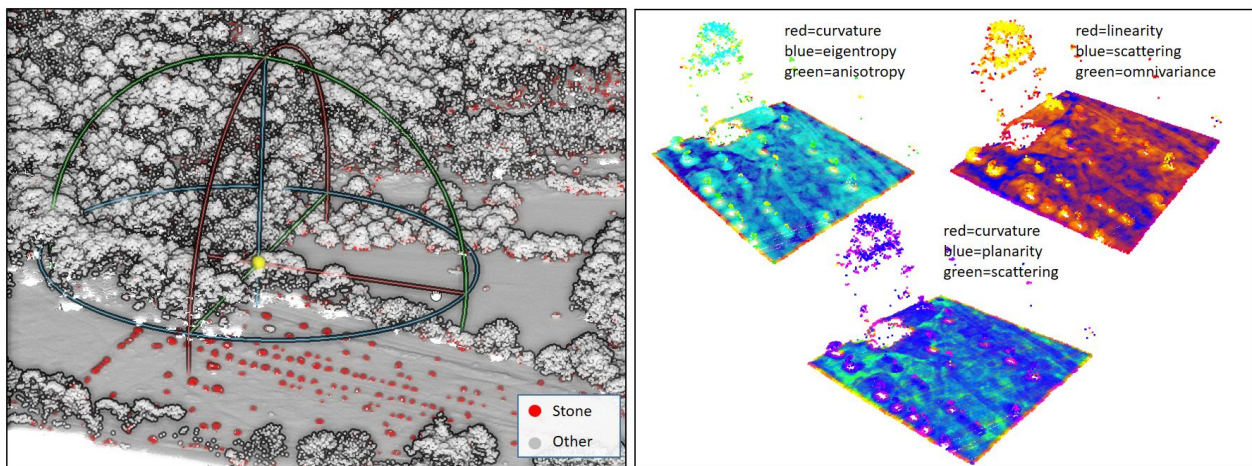 Stone
Other
red=curvature
blue=eigentropy
green=anisotropy
red=linearity
blue=scattering
green=omnivariance
red=curvature
blue=planarity
green=scattering